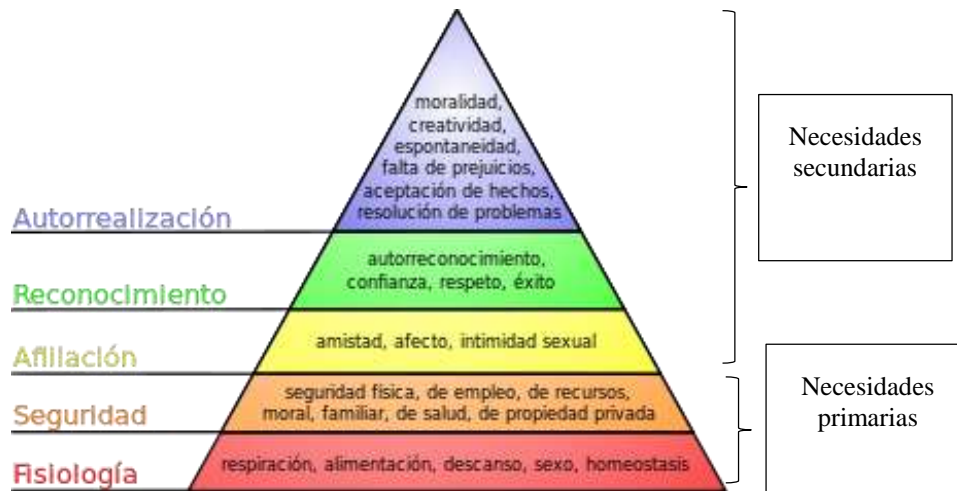 moralidad,
creatividad,
espontaneidad,
falta de prejuicios,
aceptación de hechos,
resolución de problemas
Autorrealización
autorreconocimiento,
confianza, respeto, éxito
Reconocimiento
amistad, afecto, intimidad sexual
Afiliación
seguridad física, de empleo, de recursos,
moral, familiar, de salud, de propiedad privada
Seguridad
respiración, alimentación, descanso, sexo, homeostasis
Fisiología
Necesidades
secundarias
Necesidades
primarias